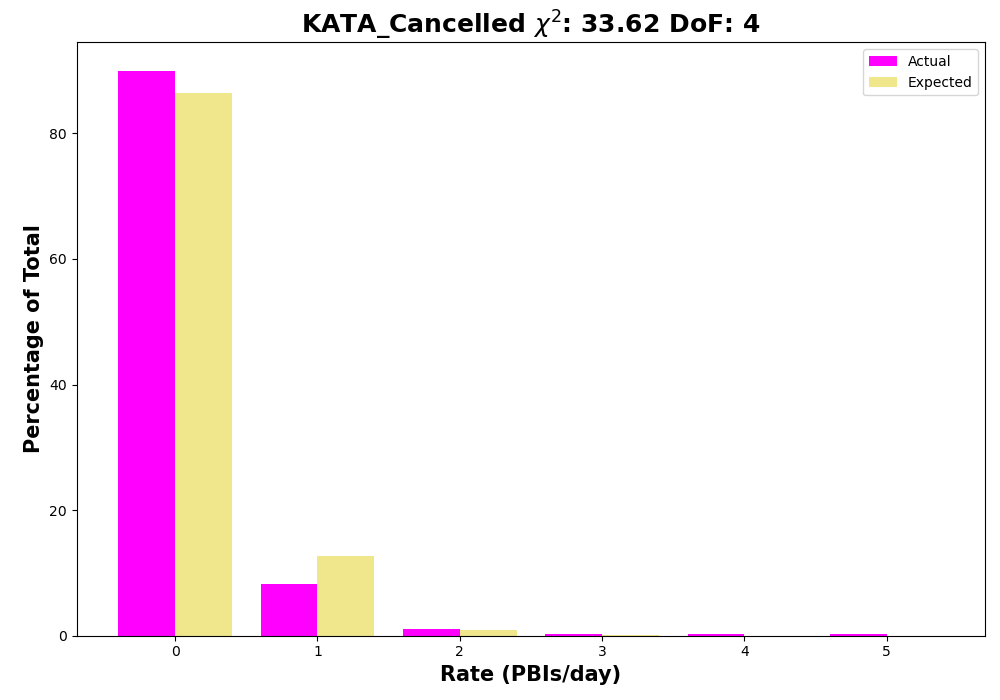 KATA_Cancelled χ²: 33.62 DoF: 4
Actual
Expected
Percentage of Total
80
60
40
20
0
0 1 2 3 4 5
Rate (PBIs/day)